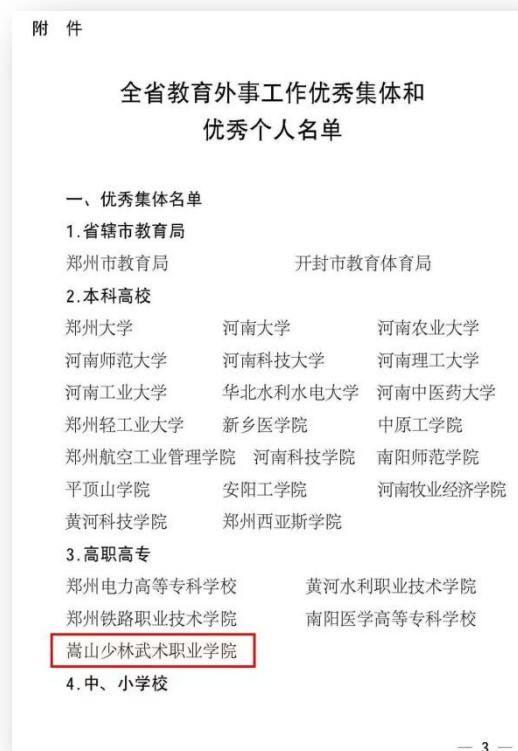 附 件
全省教育外事工作优秀集体和
优秀个人名单
一、优秀集体名单
1.省辖市教育局
郑州市教育局 开封市教育体育局
2.本科高校
郑州大学 河南大学 河南农业大学
河南师范大学 河南科技大学 河南理工大学
河南工业大学 华北水利水电大学 河南中医药大学
郑州轻工业大学 新乡医学院 中原工学院
郑州航空工业管理学院 河南科技学院 南阳师范学院
平顶山学院 安阳工学院 河南牧业经济学院
黄河科技学院 郑州西亚斯学院
3.高职高专
郑州电力高等专科学校 黄河水利职业技术学院
郑州铁路职业技术学院 南阳医学高等专科学校
嵩山少林武术职业学院
4.中、小学校
— 3 —